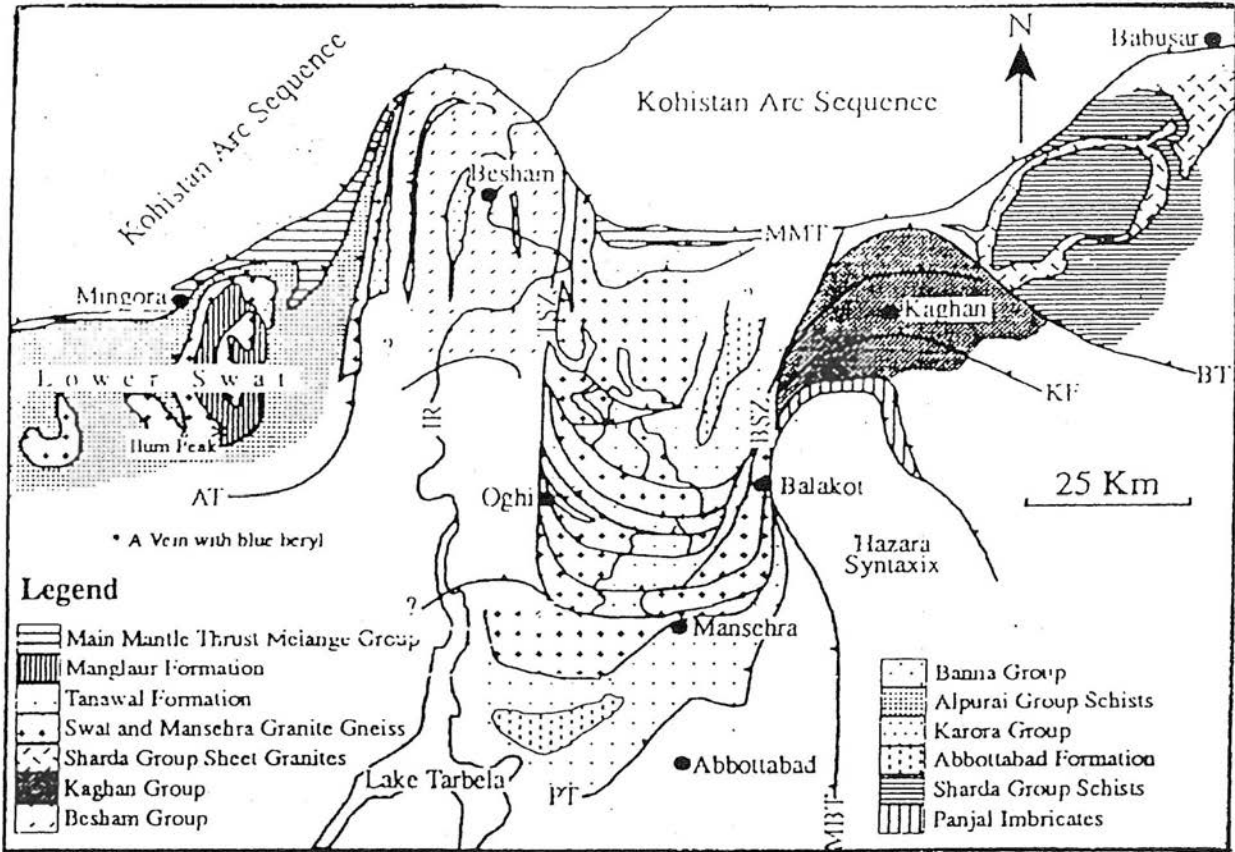 N
Babusar
Kohistan Arc Sequence
Kohistan Arc Sequence
Besham
MMT
Mingora
TSZ
?
?
Kaghan
Lower Swat
BT
KF
IR
BSZ
Ilum Peak
AT
Oghi
Balakot
25 Km
• A Vein with blue beryl
Hazara
Syntaxix
?
Mansehra
Lake Tarbela
Abbottabad
PT
MBT
Legend
Main Mantle Thrust Melange Group
Manglaur Formation
Tanawal Formation
Swat and Mansehra Granite Gneiss
Sharda Group Sheet Granites
Kaghan Group
Besham Group
Banna Group
Alpurai Group Schists
Karora Group
Abbottabad Formation
Sharda Group Schists
Panjal Imbricates